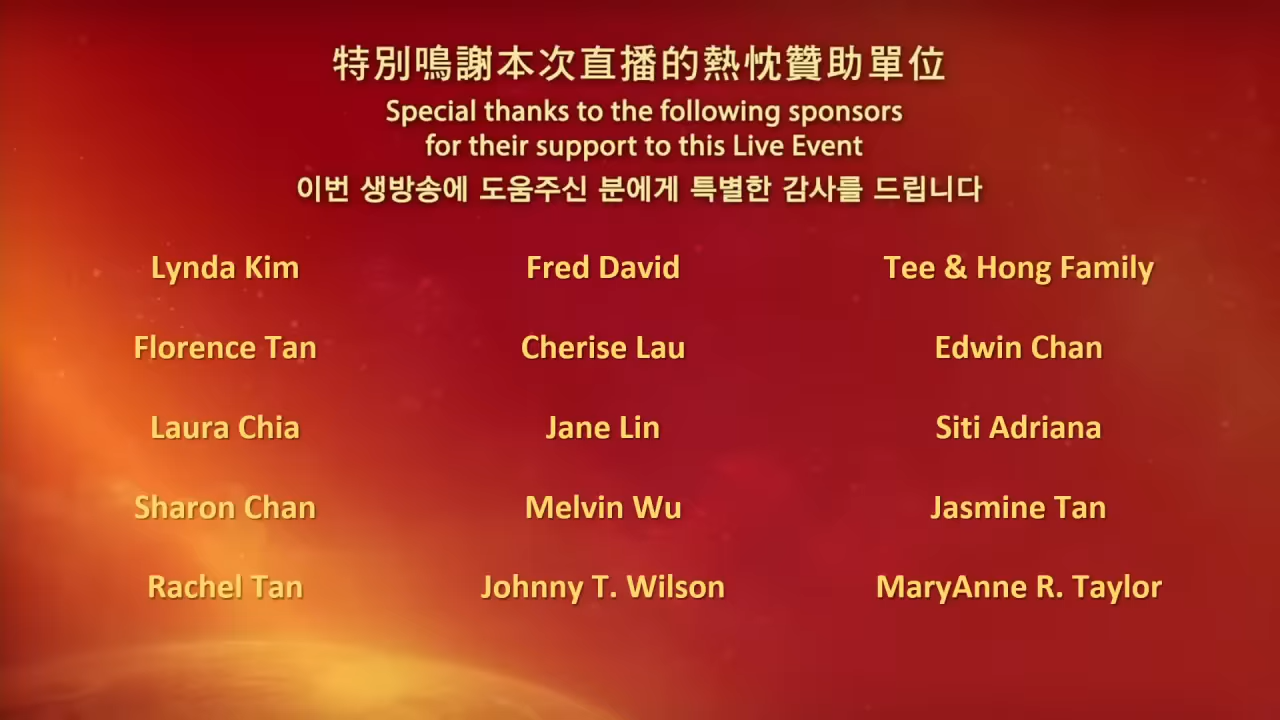 特別鳴謝本次直播的熱忱贊助單位
Special thanks to the following sponsors
for their support to this Live Event
이번 생방송에 도움주신 분에게 특별한 감사를 드립니다
Lynda Kim Fred David Tee & Hong Family
Florence Tan Cherise Lau Edwin Chan
Laura Chia Jane Lin Siti Adriana
Sharon Chan Melvin Wu Jasmine Tan
Rachel Tan Johnny T. Wilson MaryAnne R. Taylor